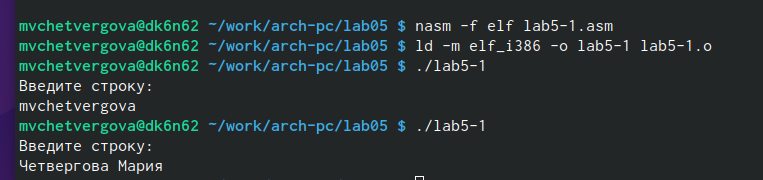 mvchetvergova@dk6n62 ~/work/arch-pc/lab05 $ nasm -f elf lab5-1.asm
mvchetvergova@dk6n62 ~/work/arch-pc/lab05 $ ld -m elf_i386 -o lab5-1 lab5-1.o
mvchetvergova@dk6n62 ~/work/arch-pc/lab05 $ ./lab5-1
Введите строку:
mvchetvergova
mvchetvergova@dk6n62 ~/work/arch-pc/lab05 $ ./lab5-1
Введите строку:
Четвергова Мария